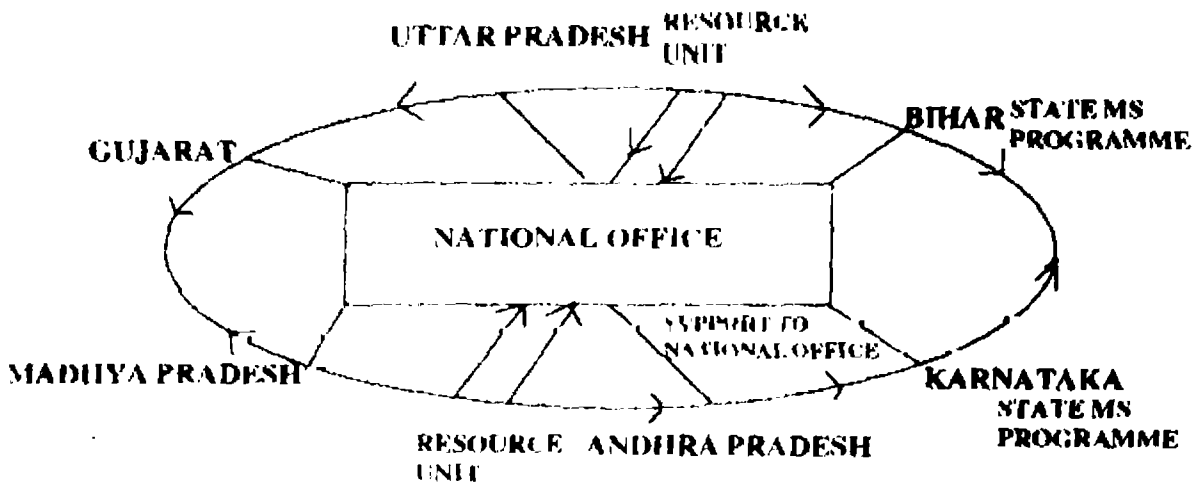 UTTAR PRADESH RESOURCE
UNIT
BIHAR STATE MS
PROGRAMME
GUJARAT
NATIONAL OFFICE
SUPPORT TO
NATIONAL OFFICE
MADHYA PRADESH
KARNATAKA
STATE MS
PROGRAMME
RESOURCE ANDHRA PRADESH
UNIT